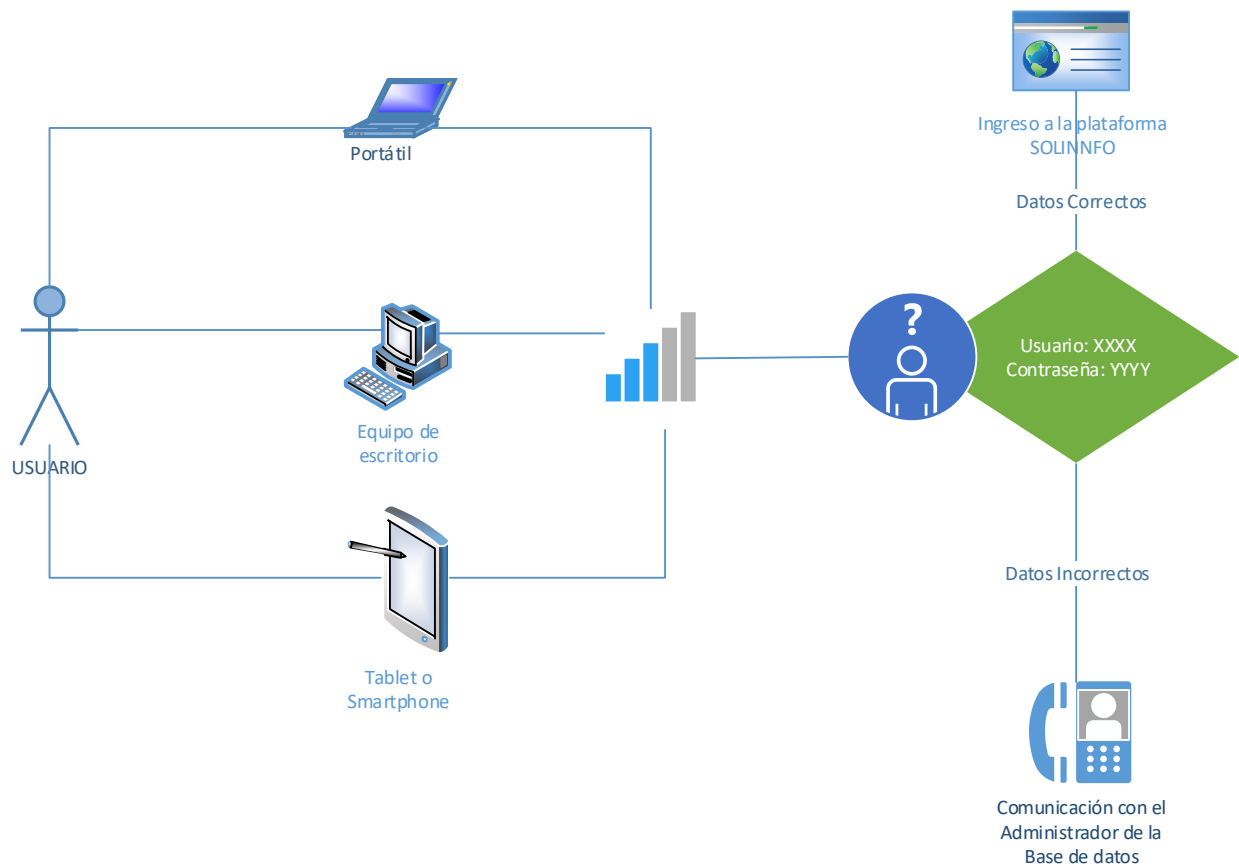 Ingreso a la plataforma
SOLINNFO
Portátil
Datos Correctos
?
Usuario: XXXX
Contraseña: YYYY
Equipo de
escritorio
USUARIO
Datos Incorrectos
Tablet o
Smartphone
Comunicación con el
Administrador de la
Base de datos